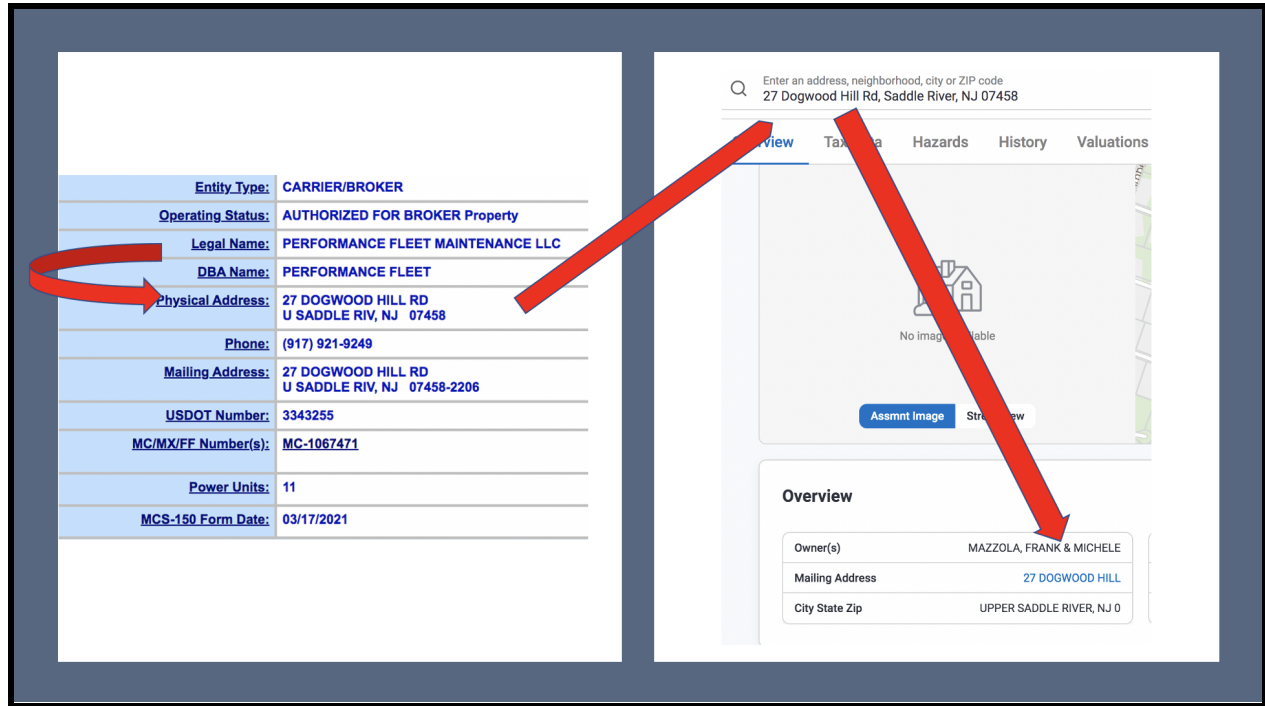 Entity Type: CARRIER/BROKER
Operating Status: AUTHORIZED FOR BROKER Property
Legal Name: PERFORMANCE FLEET MAINTENANCE LLC
DBA Name: PERFORMANCE FLEET
Physical Address: 27 DOGWOOD HILL RD
U SADDLE RIV, NJ 07458
Phone: (917) 921-9249
Mailing Address: 27 DOGWOOD HILL RD
U SADDLE RIV, NJ 07458-2206
USDOT Number: 3343255
MC/MX/FF Number(s): MC-1067471
Power Units: 11
MCS-150 Form Date: 03/17/2021
Enter an address, neighborhood, city or ZIP code
27 Dogwood Hill Rd, Saddle River, NJ 07458
Overview Hazards History Valuations
No image available
Assmnt Image Street View
Overview
Owner(s) MAZZOLA, FRANK & MICHELE
Mailing Address 27 DOGWOOD HILL
City State Zip UPPER SADDLE RIVER, NJ 0